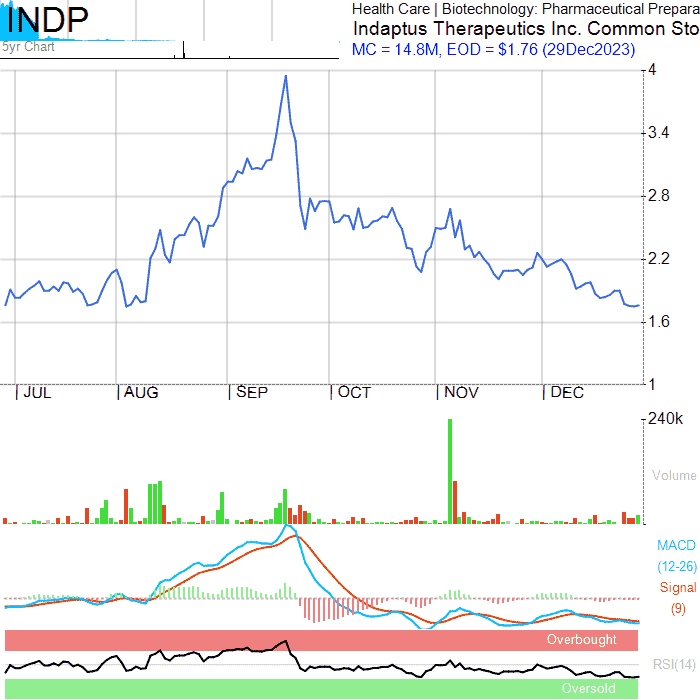 INDP
5yr Chart
Health Care | Biotechnology: Pharmaceutical Prepara
Indaptus Therapeutics Inc. Common Sto
MC = 14.8M, EOD = $1.76 (29Dec2023)
4
3.4
2.8
2.2
1.6
1
JUL
AUG
SEP
OCT
NOV
DEC
240k
Volume
MACD
(12-26)
Signal
(9)
Overbought
RSI(14)
Oversold